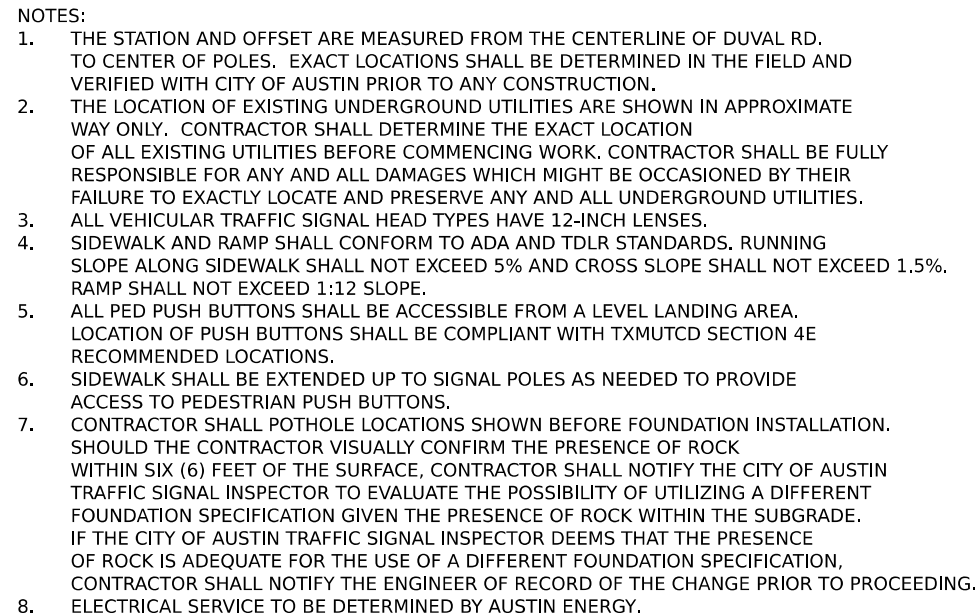 NOTES:
1. THE STATION AND OFFSET ARE MEASURED FROM THE CENTERLINE OF DUVAL RD.
TO CENTER OF POLES. EXACT LOCATIONS SHALL BE DETERMINED IN THE FIELD AND
VERIFIED WITH CITY OF AUSTIN PRIOR TO ANY CONSTRUCTION.
2. THE LOCATION OF EXISTING UNDERGROUND UTILITIES ARE SHOWN IN APPROXIMATE
WAY ONLY. CONTRACTOR SHALL DETERMINE THE EXACT LOCATION
OF ALL EXISTING UTILITIES BEFORE COMMENCING WORK. CONTRACTOR SHALL BE FULLY
RESPONSIBLE FOR ANY AND ALL DAMAGES WHICH MIGHT BE OCCASIONED BY THEIR
FAILURE TO EXACTLY LOCATE AND PRESERVE ANY AND ALL UNDERGROUND UTILITIES.
3. ALL VEHICULAR TRAFFIC SIGNAL HEAD TYPES HAVE 12-INCH LENSES.
4. SIDEWALK AND RAMP SHALL CONFORM TO ADA AND TDLR STANDARDS. RUNNING
SLOPE ALONG SIDEWALK SHALL NOT EXCEED 5% AND CROSS SLOPE SHALL NOT EXCEED 1.5%.
RAMP SHALL NOT EXCEED 1:12 SLOPE.
5. ALL PED PUSH BUTTONS SHALL BE ACCESSIBLE FROM A LEVEL LANDING AREA.
LOCATION OF PUSH BUTTONS SHALL BE COMPLIANT WITH TXMUTCD SECTION 4E
RECOMMENDED LOCATIONS.
6. SIDEWALK SHALL BE EXTENDED UP TO SIGNAL POLES AS NEEDED TO PROVIDE
ACCESS TO PEDESTRIAN PUSH BUTTONS.
7. CONTRACTOR SHALL POTHOLE LOCATIONS SHOWN BEFORE FOUNDATION INSTALLATION.
SHOULD THE CONTRACTOR VISUALLY CONFIRM THE PRESENCE OF ROCK
WITHIN SIX (6) FEET OF THE SURFACE, CONTRACTOR SHALL NOTIFY THE CITY OF AUSTIN
TRAFFIC SIGNAL INSPECTOR TO EVALUATE THE POSSIBILITY OF UTILIZING A DIFFERENT
FOUNDATION SPECIFICATION GIVEN THE PRESENCE OF ROCK WITHIN THE SUBGRADE.
IF THE CITY OF AUSTIN TRAFFIC SIGNAL INSPECTOR DEEMS THAT THE PRESENCE
OF ROCK IS ADEQUATE FOR THE USE OF A DIFFERENT FOUNDATION SPECIFICATION,
CONTRACTOR SHALL NOTIFY THE ENGINEER OF RECORD OF THE CHANGE PRIOR TO PROCEEDING.
8. ELECTRICAL SERVICE TO BE DETERMINED BY AUSTIN ENERGY.